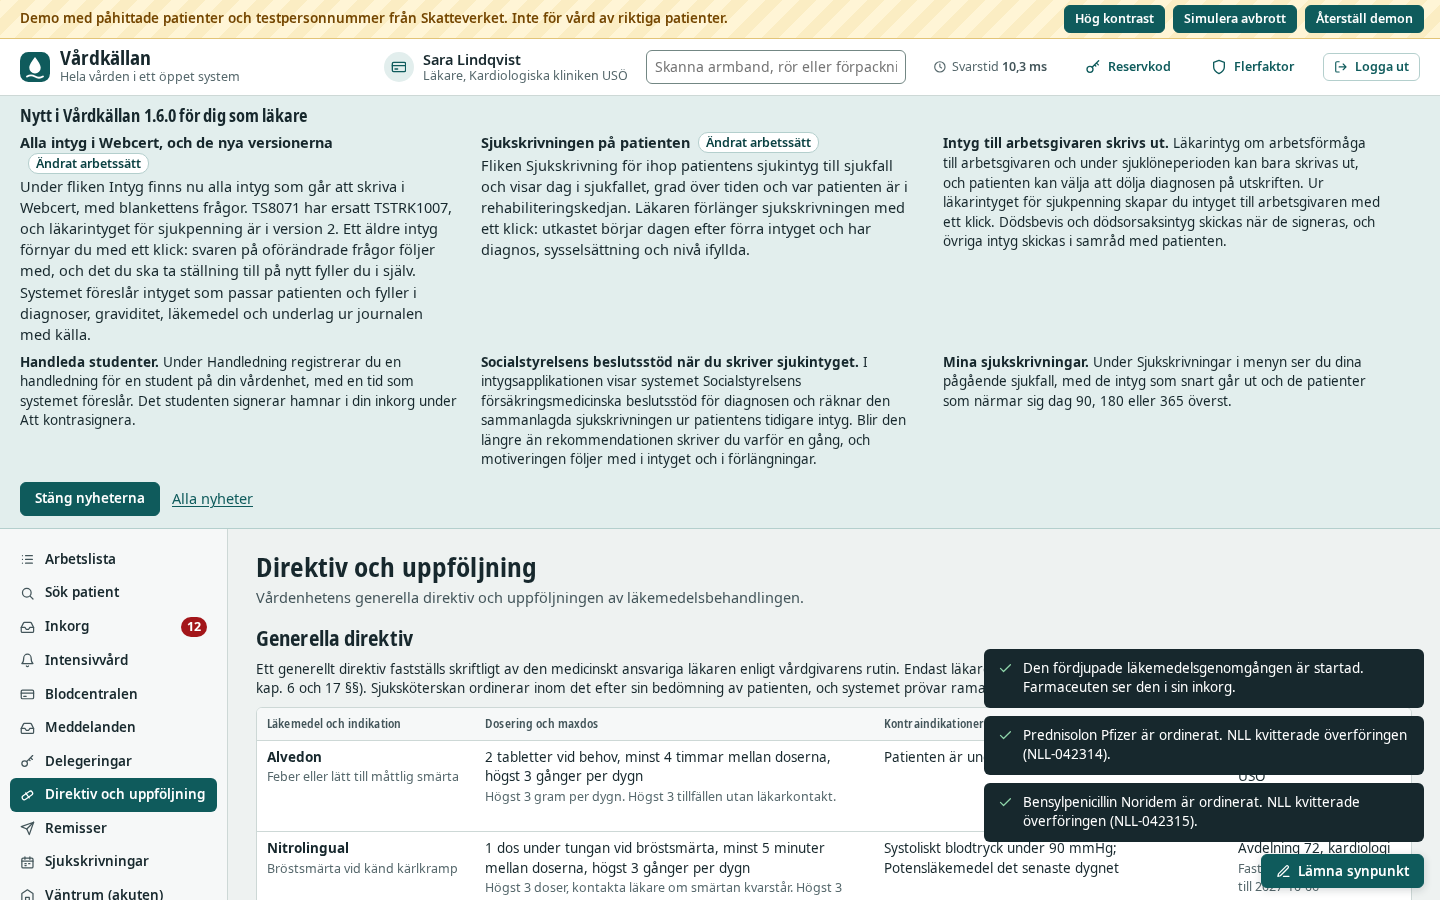 Demo med påhittade patienter och testpersonnummer från Skatteverket. Inte för vård av riktiga patienter.
Hög kontrast
Simulera avbrott
Återställ demon
Vårdkällan
Hela vården i ett öppet system
Sara Lindqvist
Läkare, Kardiologiska kliniken USÖ
Skanna armband, rör eller förpackni
Svarstid 10,3 ms
Reservkod
Flerfaktor
Logga ut
Nytt i Vårdkällan 1.6.0 för dig som läkare
Alla intyg i Webcert, och de nya versionerna
Ändrat arbetssätt
Under fliken Intyg finns nu alla intyg som går att skriva i
Webcert, med blankettens frågor. TS8071 har ersatt TSTRK1007,
och läkarintyget för sjukpenning är i version 2. Ett äldre intyg
förnyar du med ett klick: svaren på oförändrade frågor följer
med, och det du ska ta ställning till på nytt fyller du i själv.
Systemet föreslår intyget som passar patienten och fyller i
diagnoser, graviditet, läkemedel och underlag ur journalen
med källa.
Sjukskrivningen på patienten Ändrat arbetssätt
Fliken Sjukskrivning för ihop patientens sjukintyg till sjukfall
och visar dag i sjukfallet, grad över tiden och var patienten är i
rehabiliteringskedjan. Läkaren förlänger sjukskrivningen med
ett klick: utkastet börjar dagen efter förra intyget och har
diagnos, sysselsättning och nivå ifyllda.
Intyg till arbetsgivaren skrivs ut. Läkarintyg om arbetsförmåga
till arbetsgivaren och under sjuklöneperioden kan bara skrivas ut,
och patienten kan välja att dölja diagnosen på utskriften. Ur
läkarintyget för sjukpenning skapar du intyget till arbetsgivaren med
ett klick. Dödsbevis och dödsorsaksintyg skickas när de signeras, och
övriga intyg skickas i samråd med patienten.
Handleda studenter. Under Handledning registrerar du en
handledning för en student på din vårdenhet, med en tid som
systemet föreslår. Det studenten signerar hamnar i din inkorg under
Att kontrasignera.
Socialstyrelsens beslutsstöd när du skriver sjukintyget. I
intygsapplikationen visar systemet Socialstyrelsens
försäkringsmedicinska beslutsstöd för diagnosen och räknar den
sammanlagda sjukskrivningen ur patientens tidigare intyg. Blir den
längre än rekommendationen skriver du varför en gång, och
motiveringen följer med i intyget och i förlängningar.
Mina sjukskrivningar. Under Sjukskrivningar i menyn ser du dina
pågående sjukfall, med de intyg som snart går ut och de patienter
som närmar sig dag 90, 180 eller 365 överst.
Stäng nyheterna
Alla nyheter
Arbetslista
Sök patient
Inkorg 12
Intensivvård
Blodcentralen
Meddelanden
Delegeringar
Direktiv och uppföljning
Remisser
Sjukskrivningar
Väntrum (akuten)
Direktiv och uppföljning
Vårdenhetens generella direktiv och uppföljningen av läkemedelsbehandlingen.
Generella direktiv
Ett generellt direktiv fastställs skriftligt av den medicinskt ansvariga läkaren enligt vårdgivarens rutin. Endast läkar
kap. 6 och 17 §§). Sjuksköterskan ordinerar inom det efter sin bedömning av patienten, och systemet prövar rama
Läkemedel och indikation
Dosering och maxdos
Kontraindikationer
Alvedon
Feber eller lätt till måttlig smärta
2 tabletter vid behov, minst 4 timmar mellan doserna,
högst 3 gånger per dygn
Högst 3 gram per dygn. Högst 3 tillfällen utan läkarkontakt.
Patienten är un
USÖ
Nitrolingual
Bröstsmärta vid känd kärlkramp
1 dos under tungan vid bröstsmärta, minst 5 minuter
mellan doserna, högst 3 gånger per dygn
Högst 3 doser, kontakta läkare om smärtan kvarstår. Högst 3
Systoliskt blodtryck under 90 mmHg;
Potensläkemedel det senaste dygnet
Avdelning 72, kardiologi
Fast
till
Den fördjupade läkemedelsgenomgången är startad.
Farmaceuten ser den i sin inkorg.
Prednisolon Pfizer är ordinerat. NLL kvitterade överföringen
(NLL-042314).
Bensylpenicillin Noridem är ordinerat. NLL kvitterade
överföringen (NLL-042315).
Lämna synpunkt